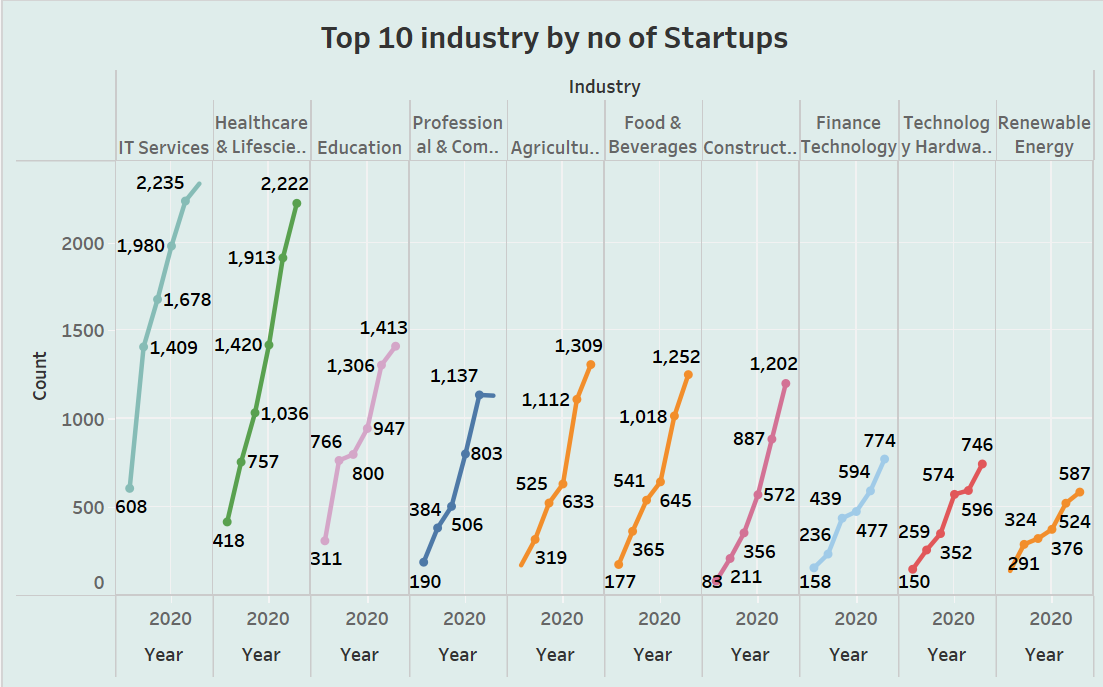 Top 10 industry by no of Startups
Industry
IT Services
Healthcare
& Lifescie..
Education
Profession
al & Com..
Agricultu..
Food &
Beverages
Construct..
Finance
Technology
Technolog
y Hardwa..
Renewable
Energy
Count
2000
1500
1000
500
0
2,235
1,980
1,678
1,409
608
2,222
1,913
1,420
1,036
757
418
1,413
1,306
947
766
800
311
1,137
803
384
506
190
1,309
1,112
525
633
319
1,252
1,018
541
645
365
177
1,202
887
572
356
211
83
774
594
439
477
236
158
746
574
596
259
352
150
587
524
324
376
291
2020
2020
2020
2020
2020
2020
2020
2020
2020
2020
Year
Year
Year
Year
Year
Year
Year
Year
Year
Year